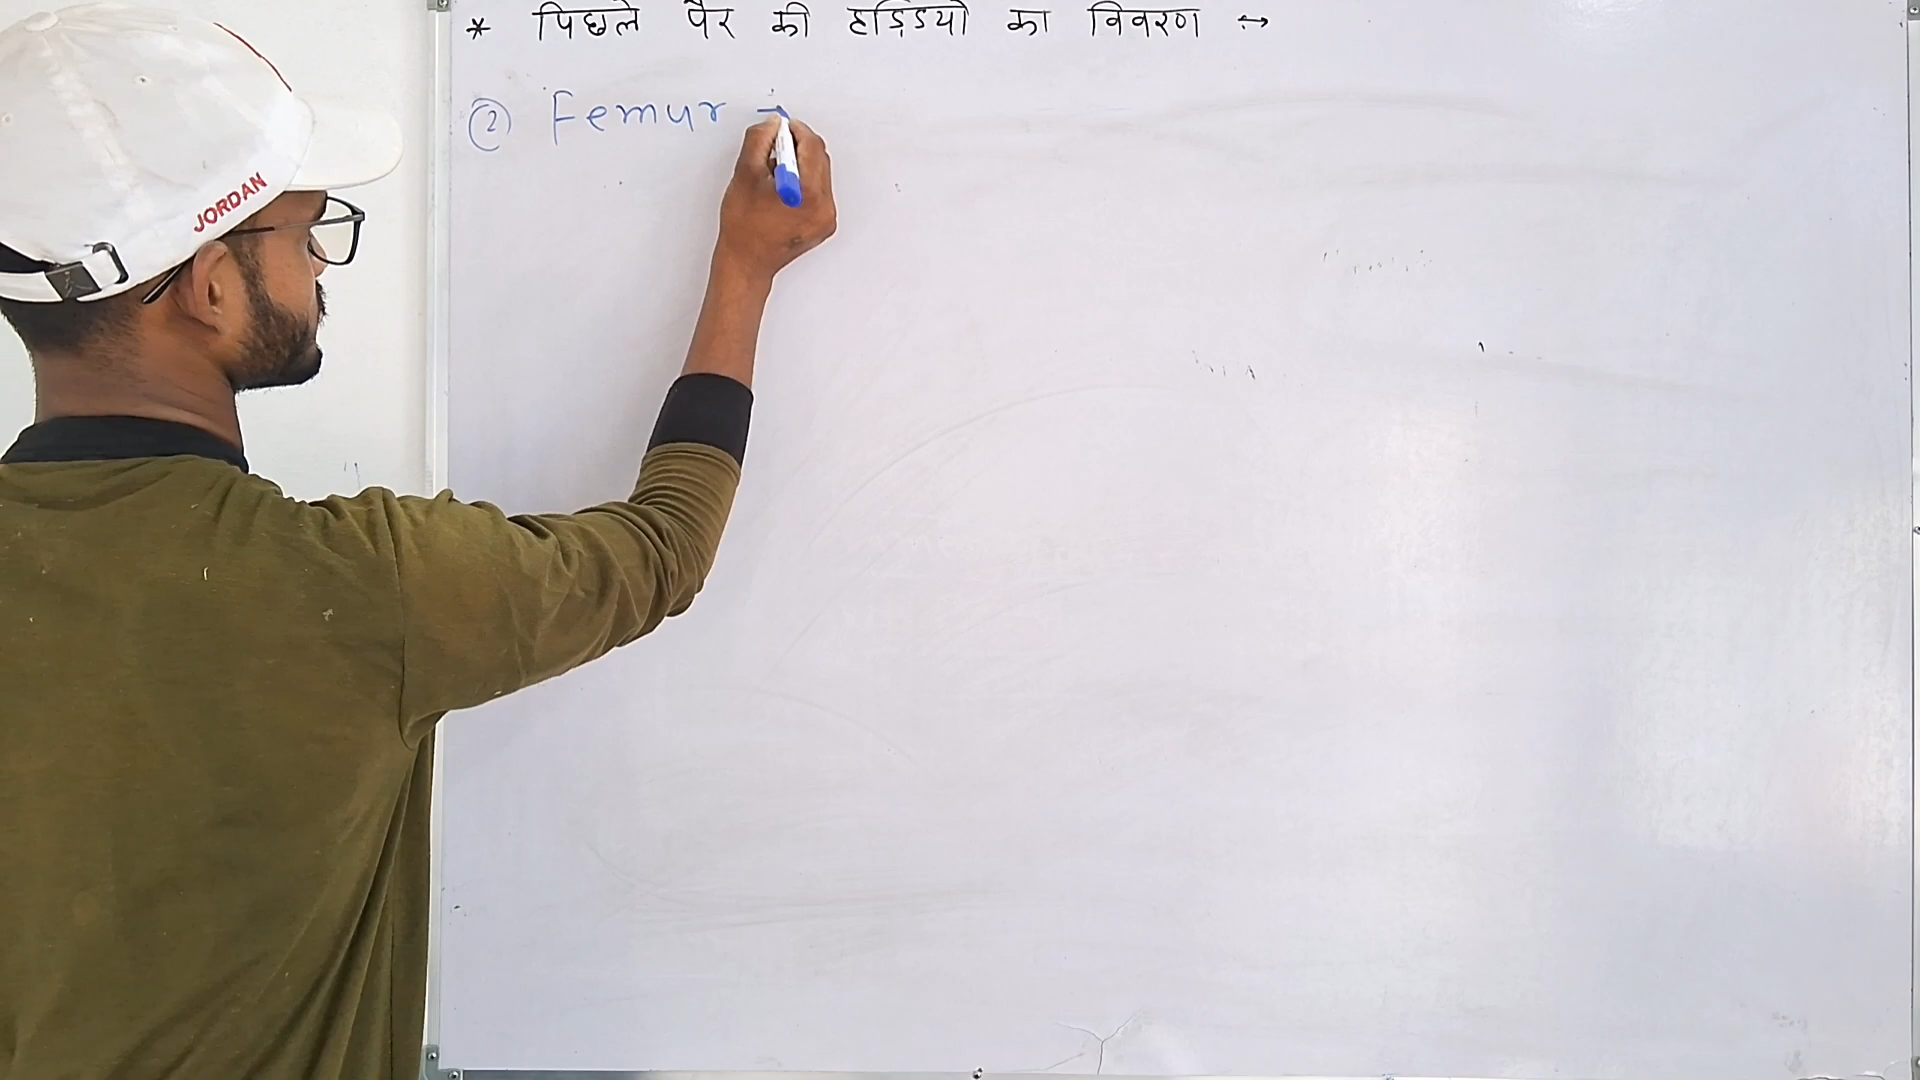 * पिछले पैर की हड्डियों का विवरण :→
② Femur →
JORDAN